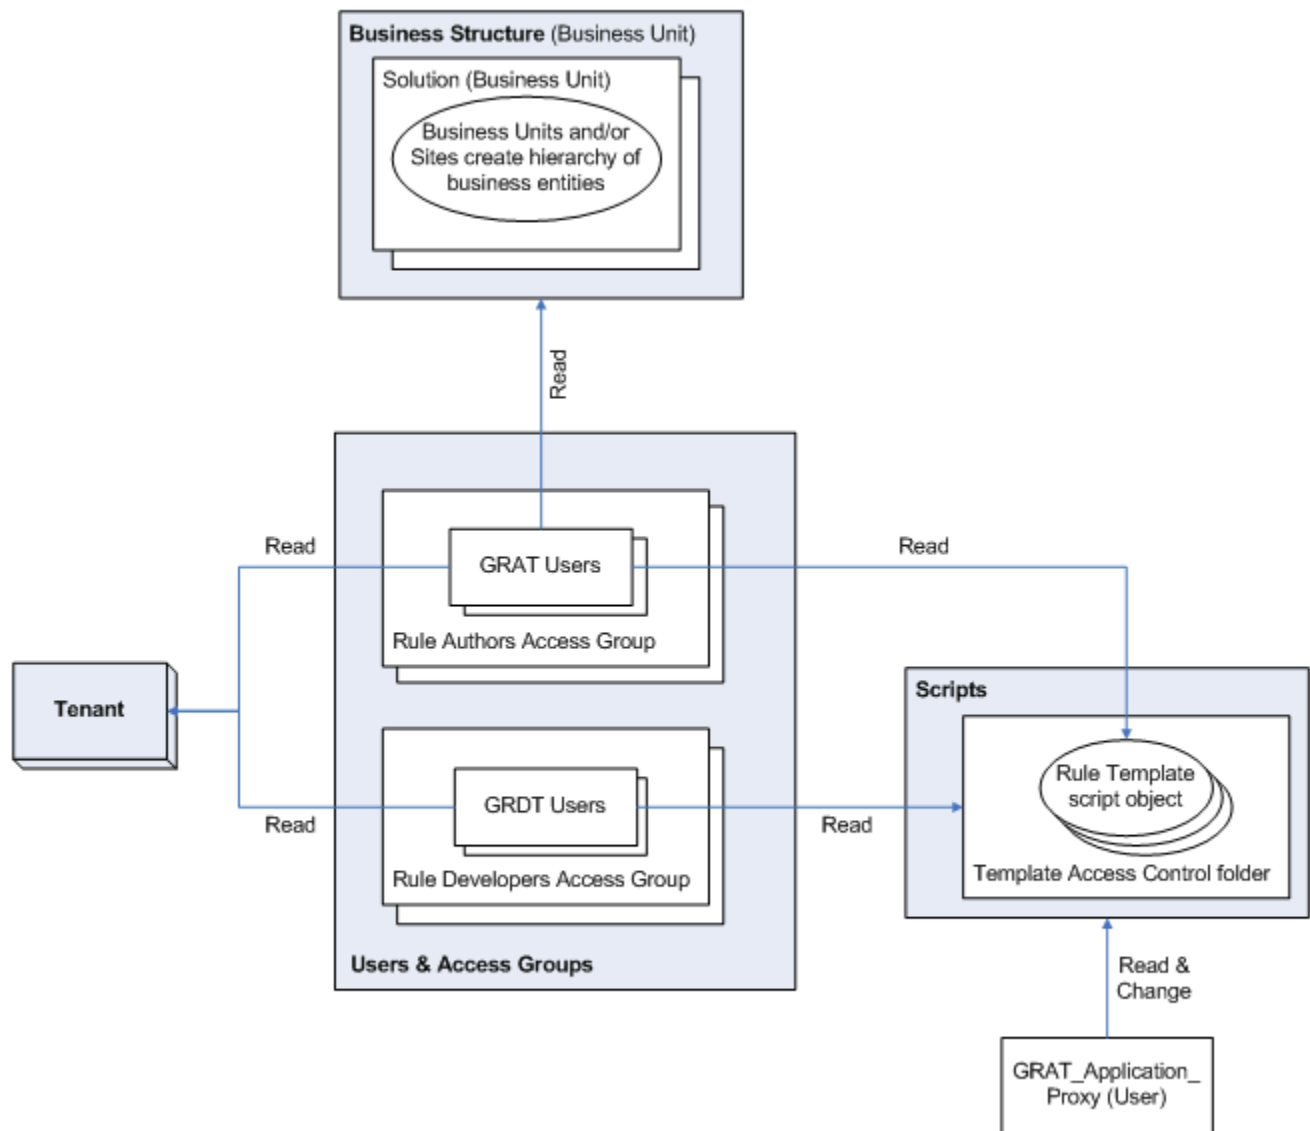 Business Structure (Business Unit)
Solution (Business Unit)
Business Units and/or
Sites create hierarchy of
business entities
Read
Read
GRAT Users
Read
Rule Authors Access Group
Tenant
Scripts
Rule Template
script object
Template Access Control folder
GRDT Users
Read
Read
Rule Developers Access Group
Users & Access Groups
Read &
Change
GRAT_Application_
Proxy (User)